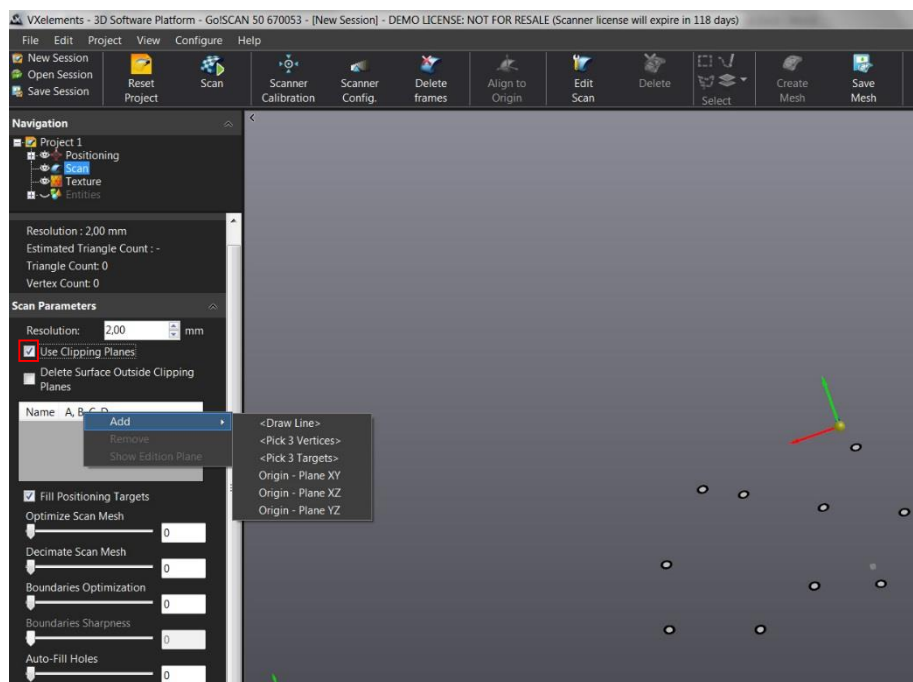 VXelements - 3D Software Platform - Go!SCAN 50 670053 - [New Session] - DEMO LICENSE: NOT FOR RESALE (Scanner license will expire in 118 days)
File Edit Project View Configure Help
New Session
Open Session
Save Session
Reset Project
Scan
Scanner Calibration
Scanner Config.
Delete frames
Align to Origin
Edit Scan
Delete
Select
Create Mesh
Save Mesh
Navigation
Project 1
Positioning
Scan
Texture
Entities
Resolution : 2,00 mm
Estimated Triangle Count : -
Triangle Count: 0
Vertex Count: 0
Scan Parameters
Resolution: 2,00 mm
Use Clipping Planes
Delete Surface Outside Clipping
Planes
Name A, B, C, D
Add
Remove
Show Edition Plane
<Draw Line>
<Pick 3 Vertices>
<Pick 3 Targets>
Origin - Plane XY
Origin - Plane XZ
Origin - Plane YZ
Fill Positioning Targets
Optimize Scan Mesh
0
Decimate Scan Mesh
0
Boundaries Optimization
0
Boundaries Sharpness
0
Auto-Fill Holes
0